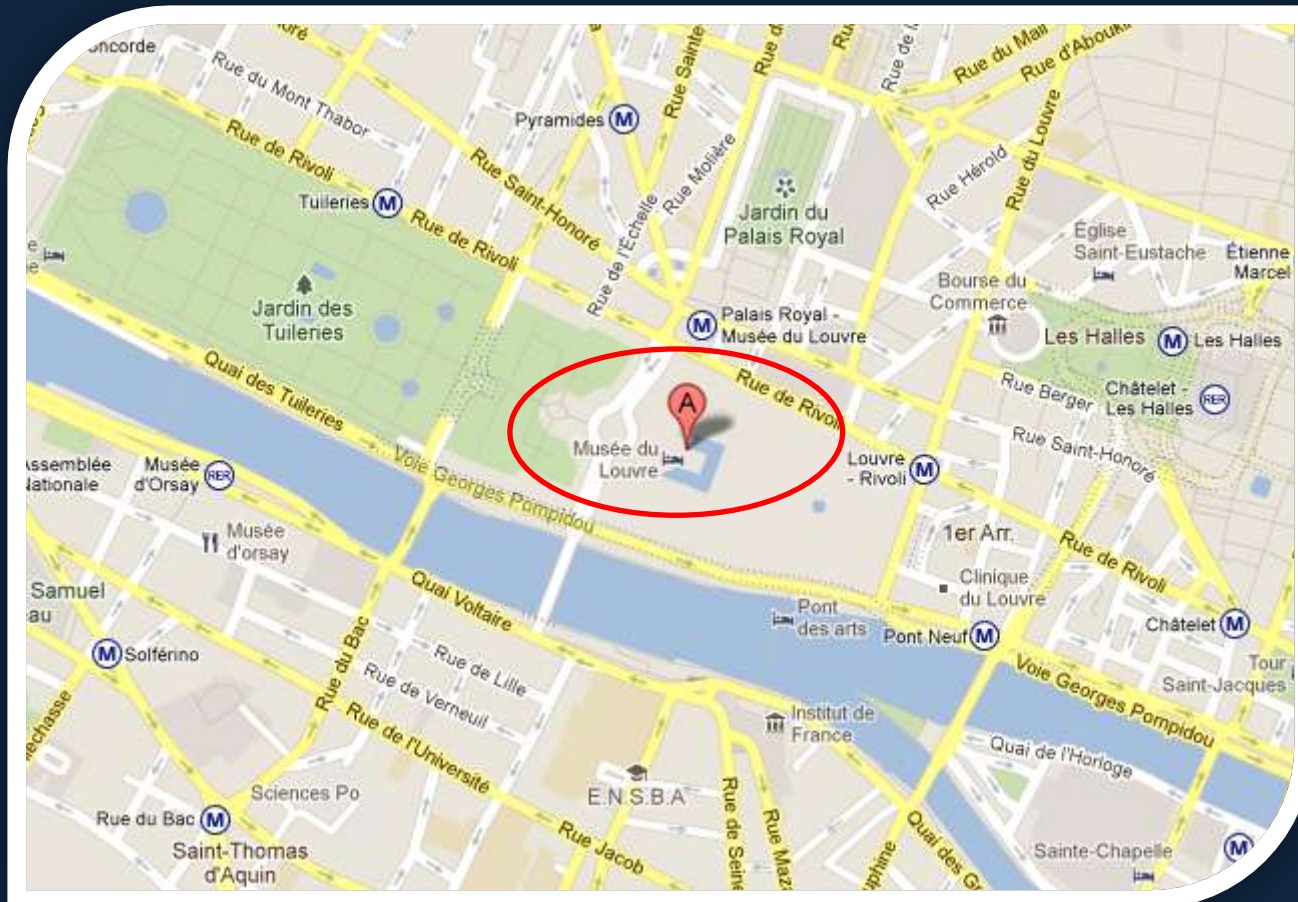 oncorde
Rue du Mont Thabor
Rue de Rivoli
Tuileries M
Rue de Rivoli
Pyramides M
Rue Saint-Honoré
Rue Sainte
Rue Molière
Rue de l'Echelle
Jardin du
Palais Royal
Rue du Mail
Rue d'Aboukir
Rue du Louvre
Rue Hérold
Église
Saint-Eustache
Étienne
Marcel
Bourse du
Commerce
Les Halles
M Les Halles
Châtelet -
Les Halles RER
Rue Berger
Rue Saint-Honoré
Jardin des
Tuileries
M Palais Royal -
Musée du Louvre
Rue de Rivoli
A
Musée du
Louvre
Louvre
- Rivoli M
Quai des Tuileries
Voie Georges Pompidou
Assemblée
Nationale
Musée
d'Orsay RER
Musée
d'orsay
1er Arr.
Rue de Rivoli
Clinique
du Louvre
Châtelet M
Samuel
Quai Voltaire
Pont
des arts
Pont Neuf M
Tour
Saint-Jacques
Voie Georges Pompidou
M Solférino
Rue du Bac
Rue de Lille
Rue de Verneuil
Rue de l'Université
Institut de
France
Quai de l'Horloge
Sciences Po
E.N.S.B.A
Rue du Bac M
Saint-Thomas
d'Aquin
Rue Jacob
Rue de Seine
Rue Maza
Quai des Gr
Sainte-Chapelle
M